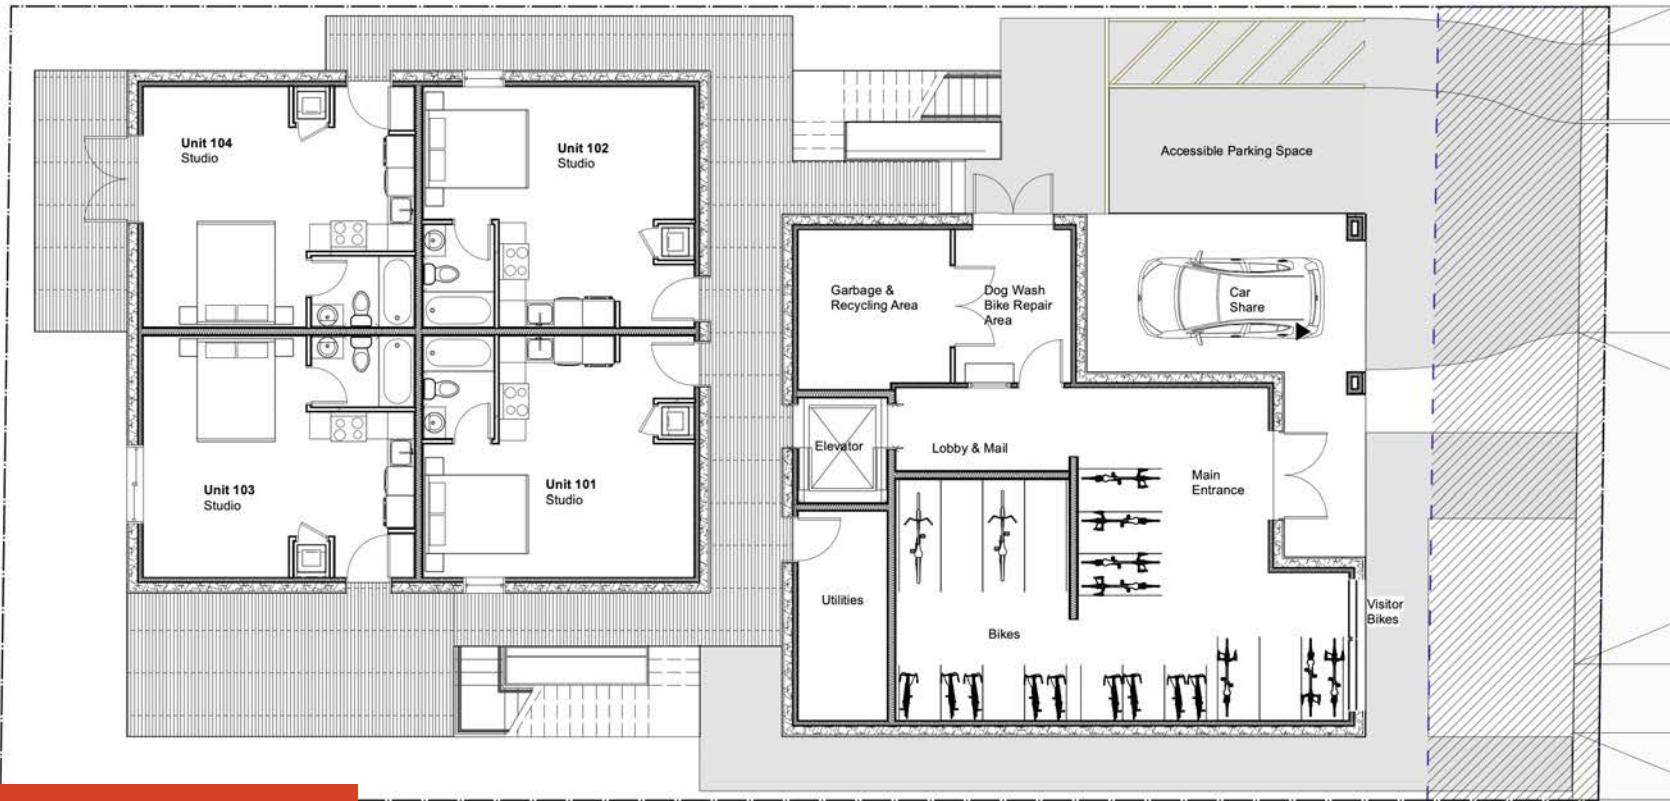 Unit 104
Studio
Unit 102
Studio
Accessible Parking Space
Garbage &
Recycling Area
Dog Wash
Bike Repair
Area
Car
Share
Elevator
Lobby & Mail
Main
Entrance
Unit 103
Studio
Unit 101
Studio
Utilities
Bikes
Visitor
Bikes